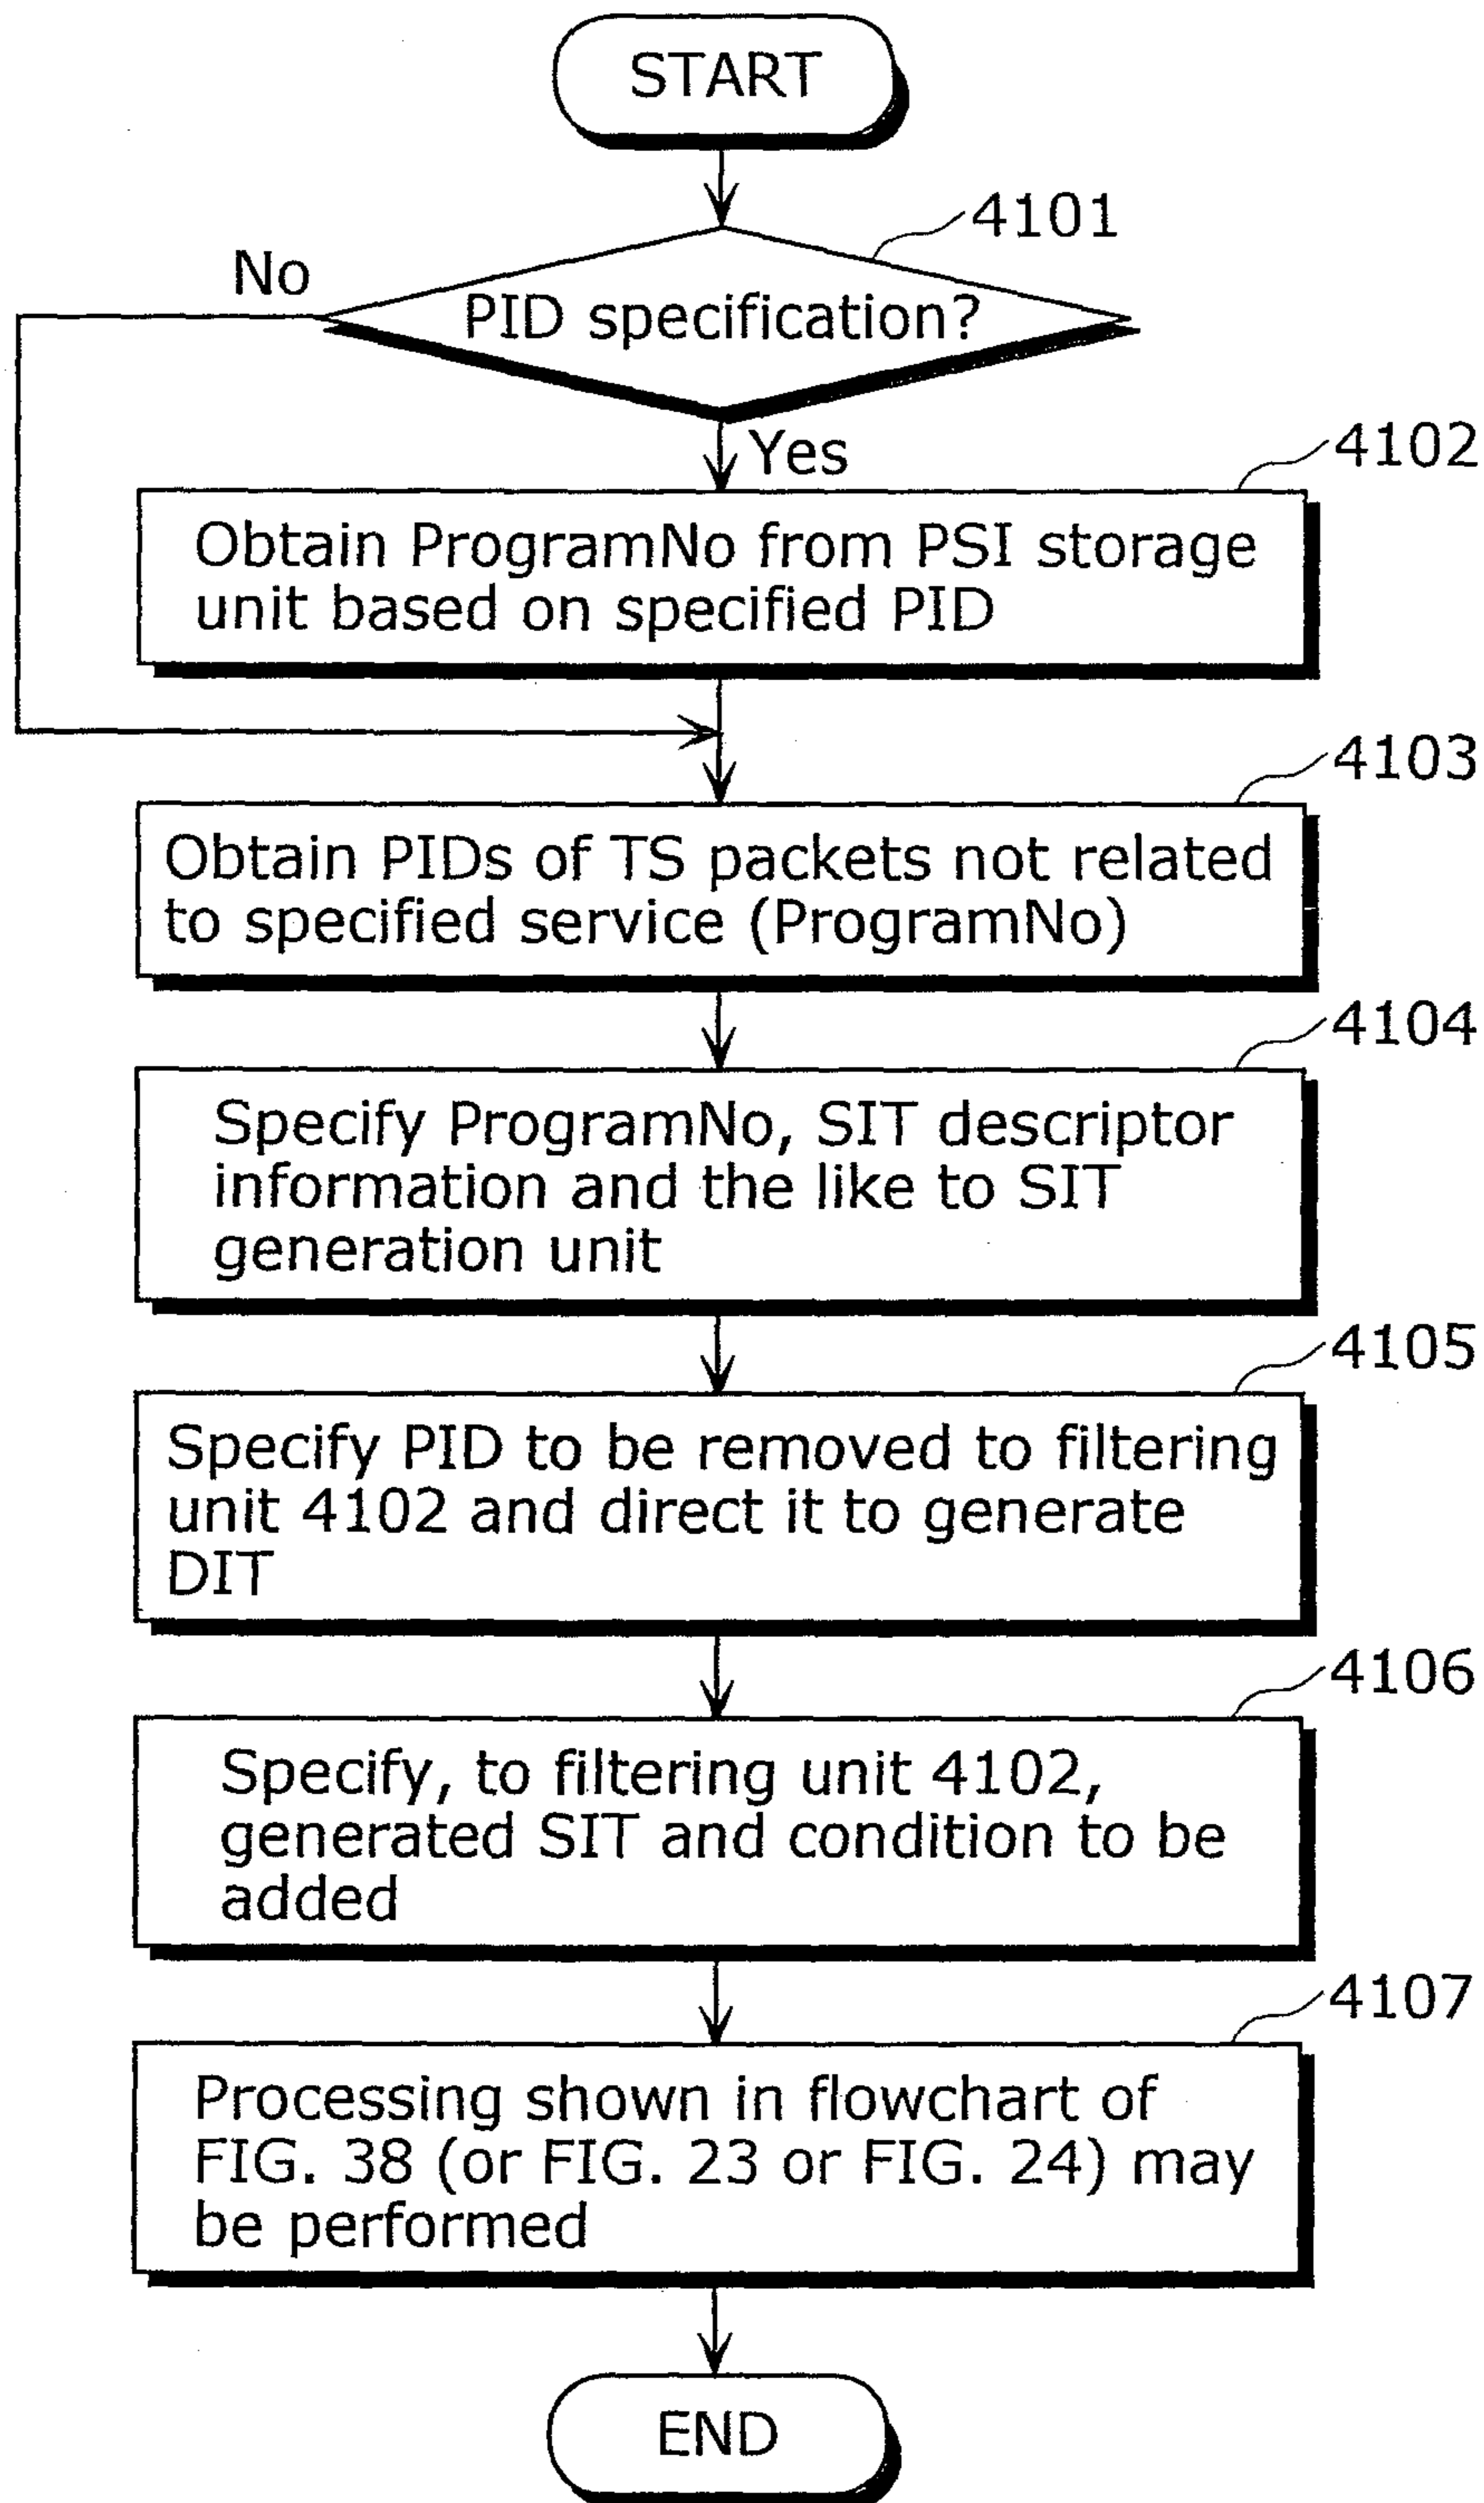 START
4101
No
PID specification?
Yes
4102
Obtain ProgramNo from PSI storage
unit based on specified PID
4103
Obtain PIDs of TS packets not related
to specified service (ProgramNo)
4104
Specify ProgramNo, SIT descriptor
information and the like to SIT
generation unit
4105
Specify PID to be removed to filtering
unit 4102 and direct it to generate
DIT
4106
Specify, to filtering unit 4102,
generated SIT and condition to be
added
4107
Processing shown in flowchart of
FIG. 38 (or FIG. 23 or FIG. 24) may
be performed
END